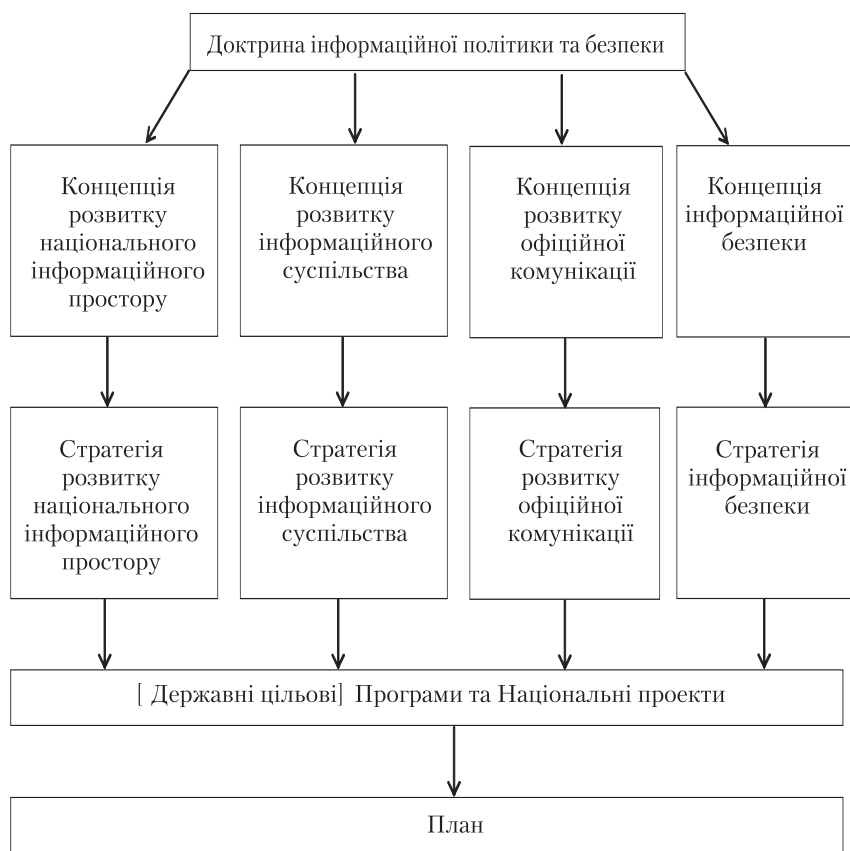 Доктрина інформаційної політики та безпеки
Концепція
розвитку
національного
інформаційного
простору
Концепція
розвитку
інформаційного
суспільства
Концепція
розвитку
офіційної
комунікації
Концепція
інформаційної
безпеки
Стратегія
розвитку
національного
інформаційного
простору
Стратегія
розвитку
інформаційного
суспільства
Стратегія
розвитку
офіційної
комунікації
Стратегія
інформаційної
безпеки
[ Державні цільові] Програми та Національні проекти
План